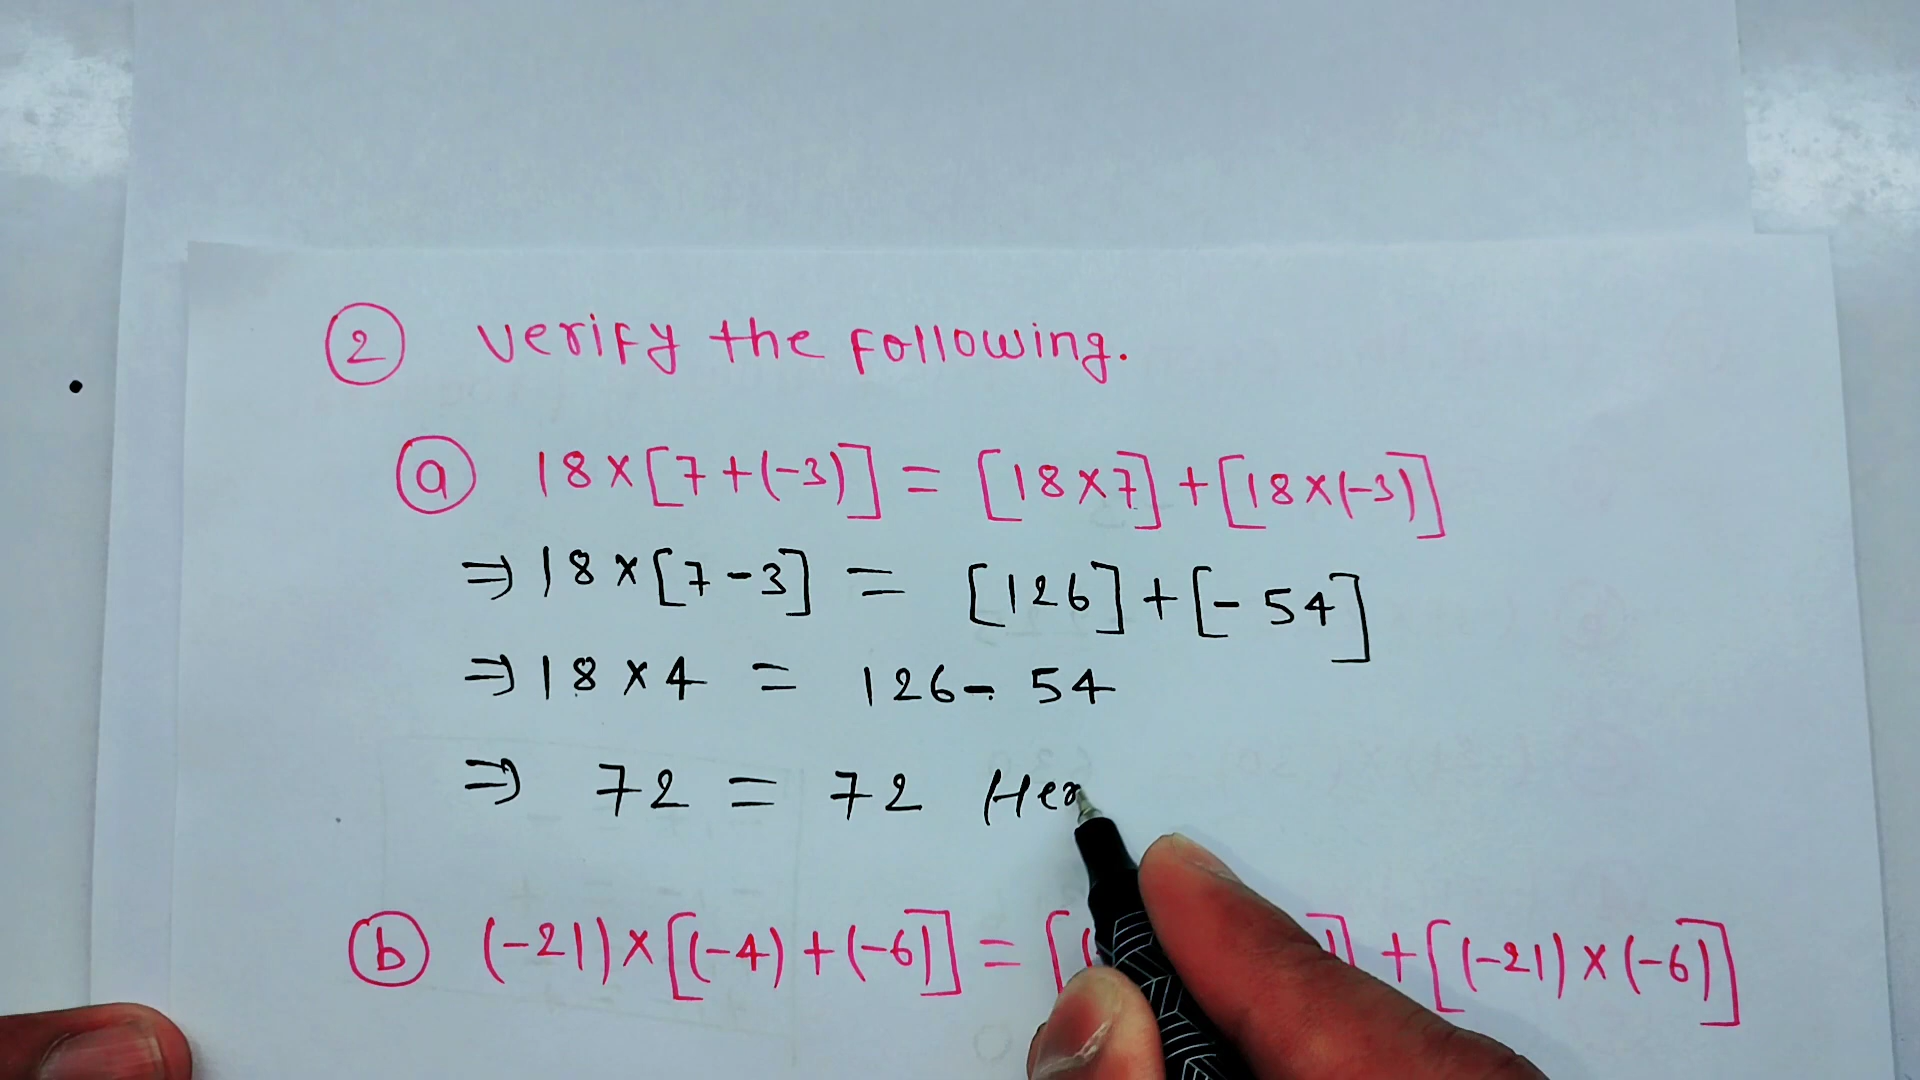 2 Verify the following.
a 18×[7+(-3)] = [18×7]+[18×(-3)]
⇒ 18×[7-3] = [126]+[-54]
⇒ 18×4 = 126-54
⇒ 72 = 72
b (-21)×[(-4)+(-6)] = [( )]+[(-21)×(-6)]